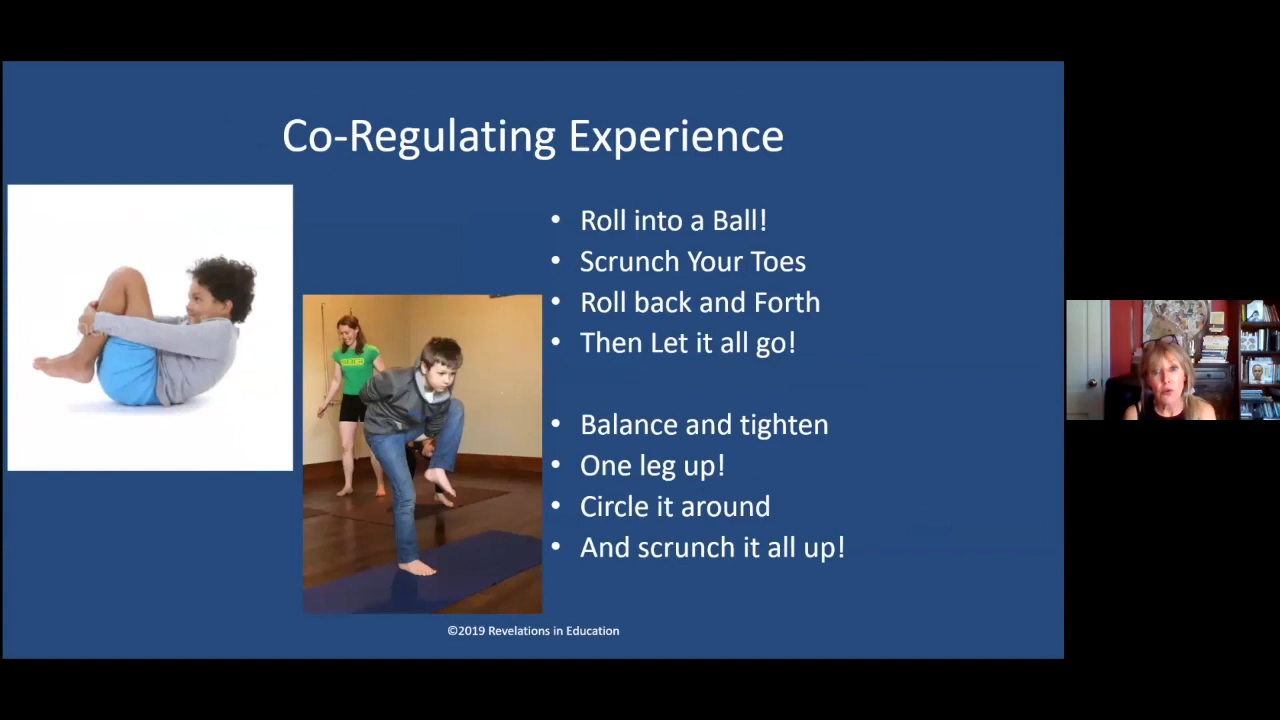 Co-Regulating Experience
• Roll into a Ball!
• Scrunch Your Toes
• Roll back and Forth
• Then Let it all go!
• Balance and tighten
• One leg up!
• Circle it around
• And scrunch it all up!
©2019 Revelations in Education